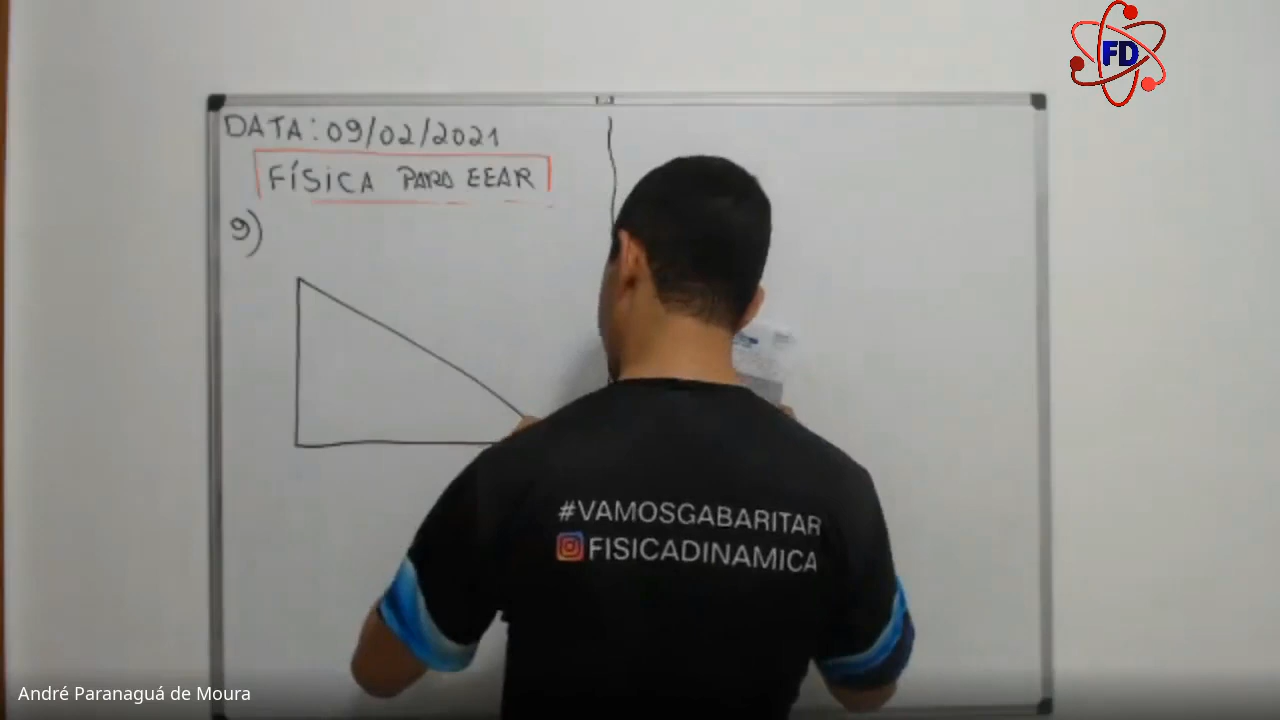 FD
DATA: 09/02/2021
FÍSICA PARA EEAR
9)
#VAMOSGABARITAR
FISICADINAMICA
André Paranaguá de Moura